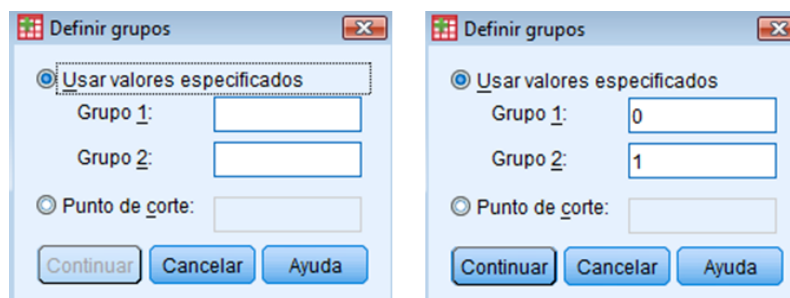 Definir grupos
Usar valores especificados
Grupo 1:
Grupo 2:
Punto de corte:
Continuar Cancelar Ayuda
Definir grupos
Usar valores especificados
Grupo 1: 0
Grupo 2: 1
Punto de corte:
Continuar Cancelar Ayuda